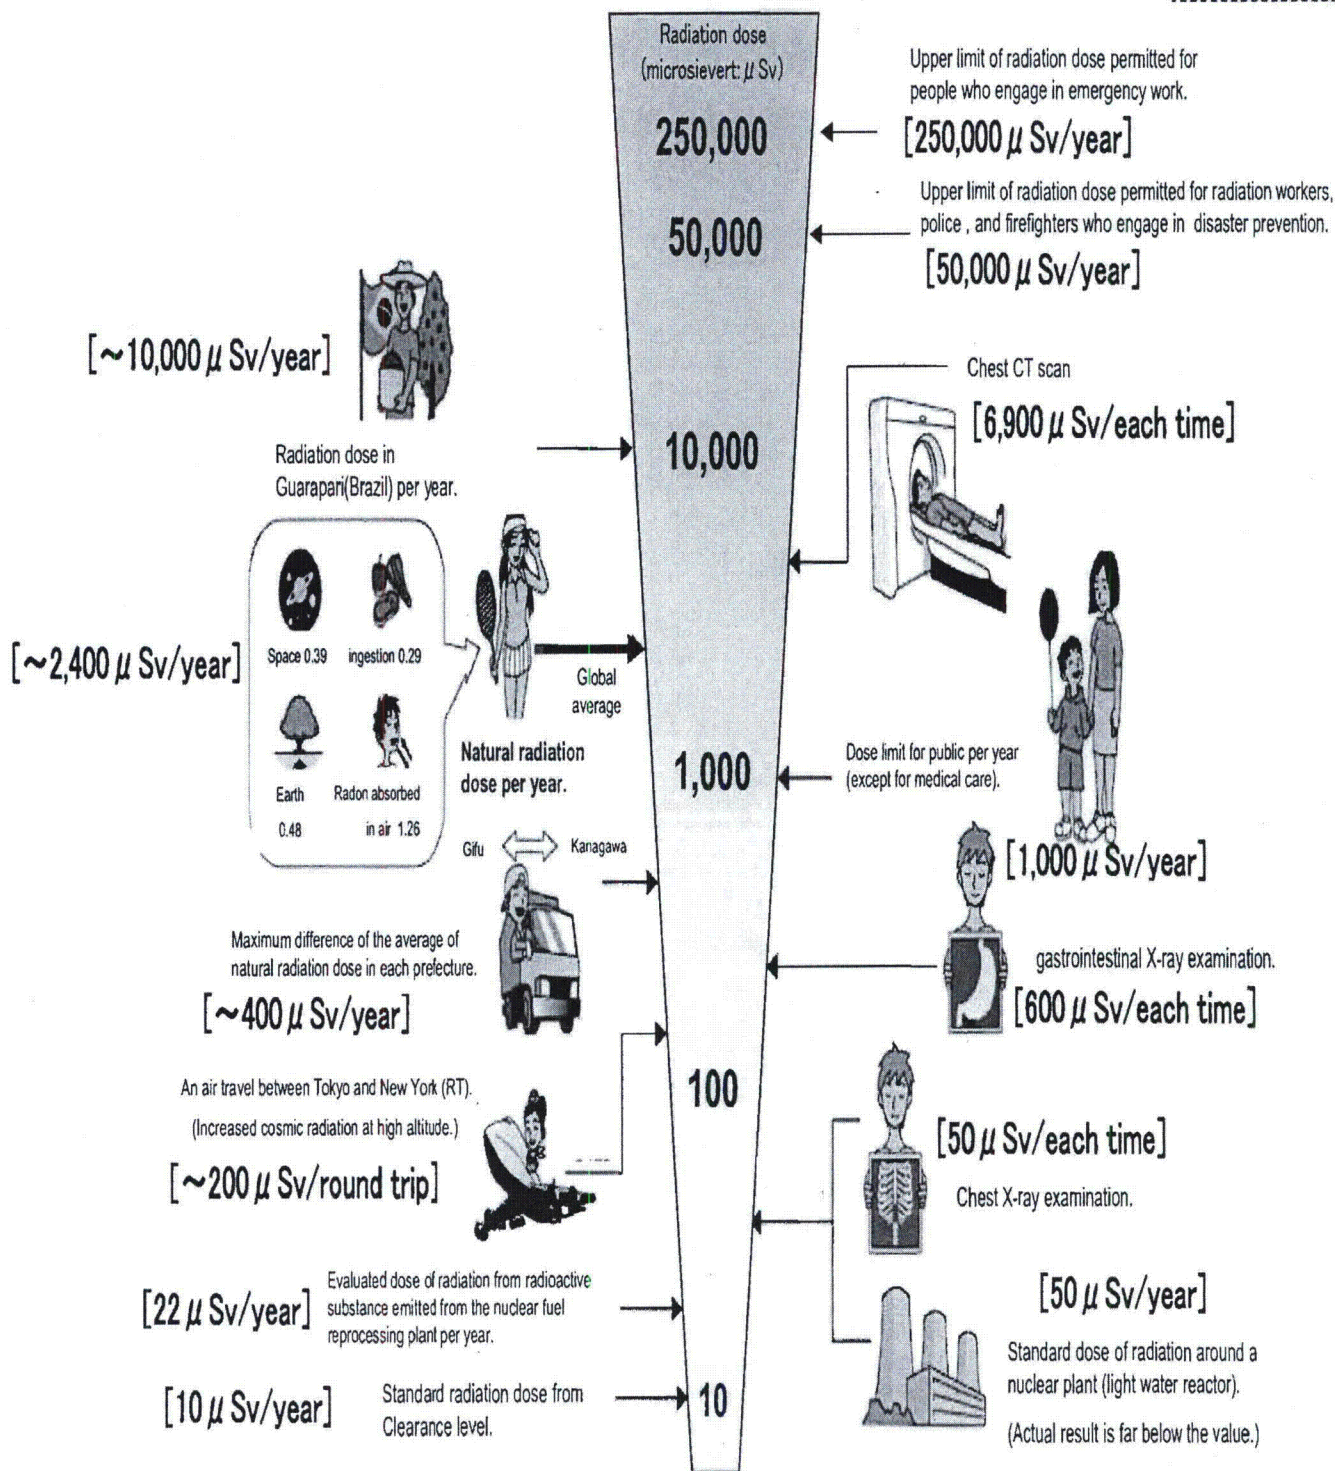 Radiation dose
(microsievert: μ Sv)
250,000
50,000
10,000
1,000
100
10
Upper limit of radiation dose permitted for
people who engage in emergency work.
[250,000 μ Sv/year]
Upper limit of radiation dose permitted for radiation workers,
police , and firefighters who engage in disaster prevention.
[50,000 μ Sv/year]
[~10,000 μ Sv/year]
Radiation dose in
Guarapari(Brazil) per year.
Chest CT scan
[6,900 μ Sv/each time]
[~2,400 μ Sv/year]
Space 0.39
ingestion 0.29
Earth
0.48
Radon absorbed
in air 1.26
Global
average
Natural radiation
dose per year.
Dose limit for public per year
(except for medical care).
[1,000 μ Sv/year]
Gifu
Kanagawa
Maximum difference of the average of
natural radiation dose in each prefecture.
[~400 μ Sv/year]
gastrointestinal X-ray examination.
[600 μ Sv/each time]
An air travel between Tokyo and New York (RT).
(Increased cosmic radiation at high altitude.)
[~200 μ Sv/round trip]
[50 μ Sv/each time]
Chest X-ray examination.
[22 μ Sv/year]
Evaluated dose of radiation from radioactive
substance emitted from the nuclear fuel
reprocessing plant per year.
[50 μ Sv/year]
Standard dose of radiation around a
nuclear plant (light water reactor).
(Actual result is far below the value.)
[10 μ Sv/year]
Standard radiation dose from
Clearance level.